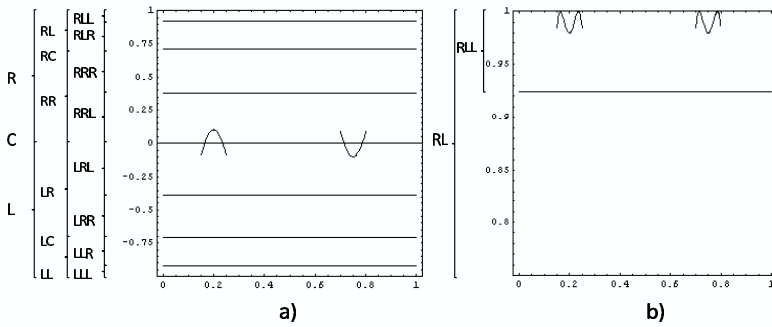 R
C
L
RL
RC
RR
LR
LC
LL
RLL
RLR
RRR
RRL
LRL
LRR
LLR
LLL
1
0.75
0.5
0.25
0
-0.25
-0.5
-0.75
0 0.2 0.4 0.6 0.8 1
a)
RL
RLL
1
0.95
0.9
0.85
0.8
0 0.2 0.4 0.6 0.8 1
b)